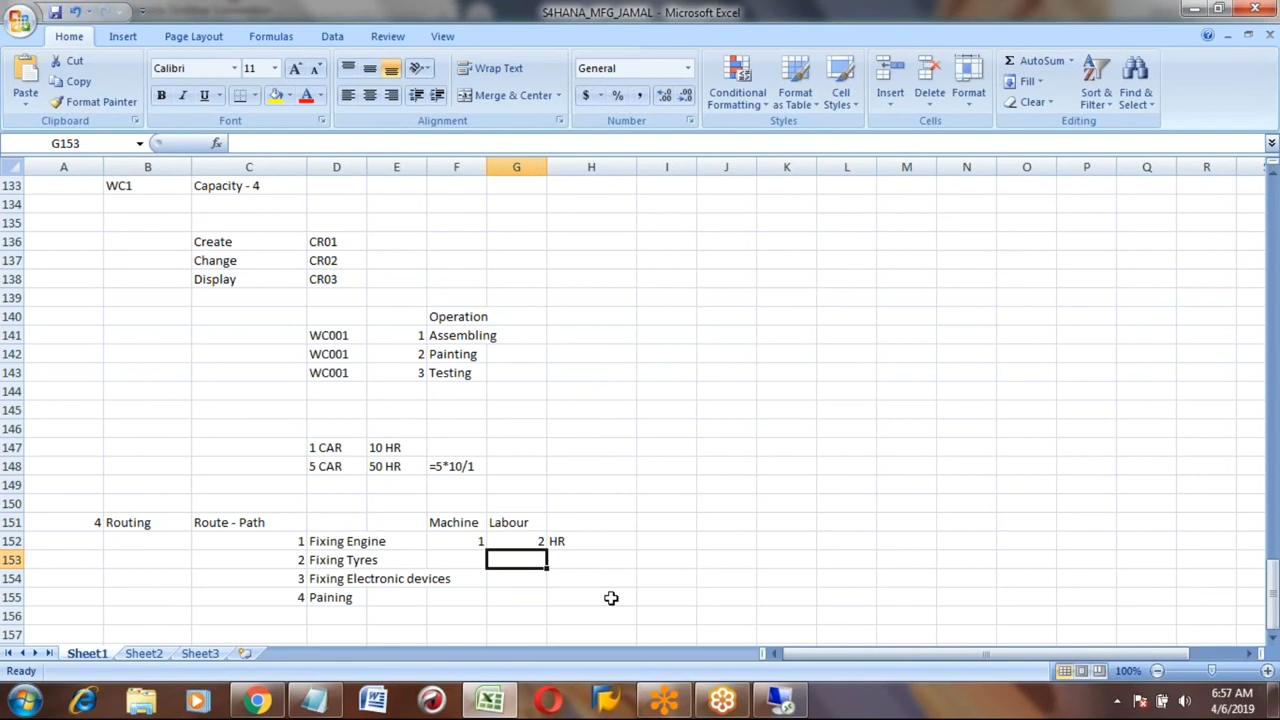 S4HANA_MFG_JAMAL - Microsoft Excel
Home Insert Page Layout Formulas Data Review View
Paste Cut Copy Format Painter Clipboard
Calibri 11 B I U A A A Font
Wrap Text Merge & Center Alignment
General $ % , Number
Conditional Formatting Format as Table Cell Styles Styles
Insert Delete Format Cells
Σ AutoSum Fill Clear Sort & Filter Find & Select Editing
G153 fx
A B C D E F G H I J K L M N O P Q R
133 WC1 Capacity - 4
134
135
136 Create CR01
137 Change CR02
138 Display CR03
139
140 Operation
141 WC001 1 Assembling
142 WC001 2 Painting
143 WC001 3 Testing
144
145
146
147 1 CAR 10 HR
148 5 CAR 50 HR =5*10/1
149
150
151 4 Routing Route - Path Machine Labour
152 1 Fixing Engine 1 2 HR
153 2 Fixing Tyres
154 3 Fixing Electronic devices
155 4 Paining
156
157
Sheet1 Sheet2 Sheet3
Ready 100%
6:57 AM
4/6/2019